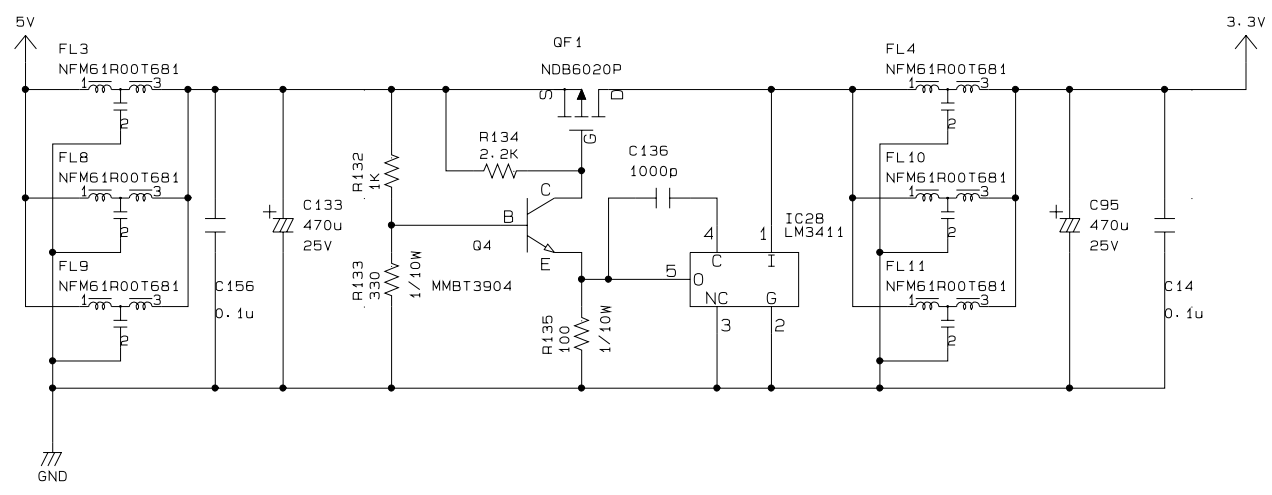 5V
3.3V
FL3
NFM61R00T681
1
3
2
FL8
NFM61R00T681
1
3
2
FL9
NFM61R00T681
1
3
2
GND
C156
0.1u
+
C133
470u
25V
R132
1K
R133
330
1/10W
R134
2.2K
QF1
NDB6020P
S
D
G
C
B
E
Q4
MMBT3904
R135
100
1/10W
C136
1000p
IC28
LM3411
4
1
5
C
I
O
NC
G
3
2
FL4
NFM61R00T681
1
3
2
FL10
NFM61R00T681
1
3
2
FL11
NFM61R00T681
1
3
2
+
C95
470u
25V
C14
0.1u